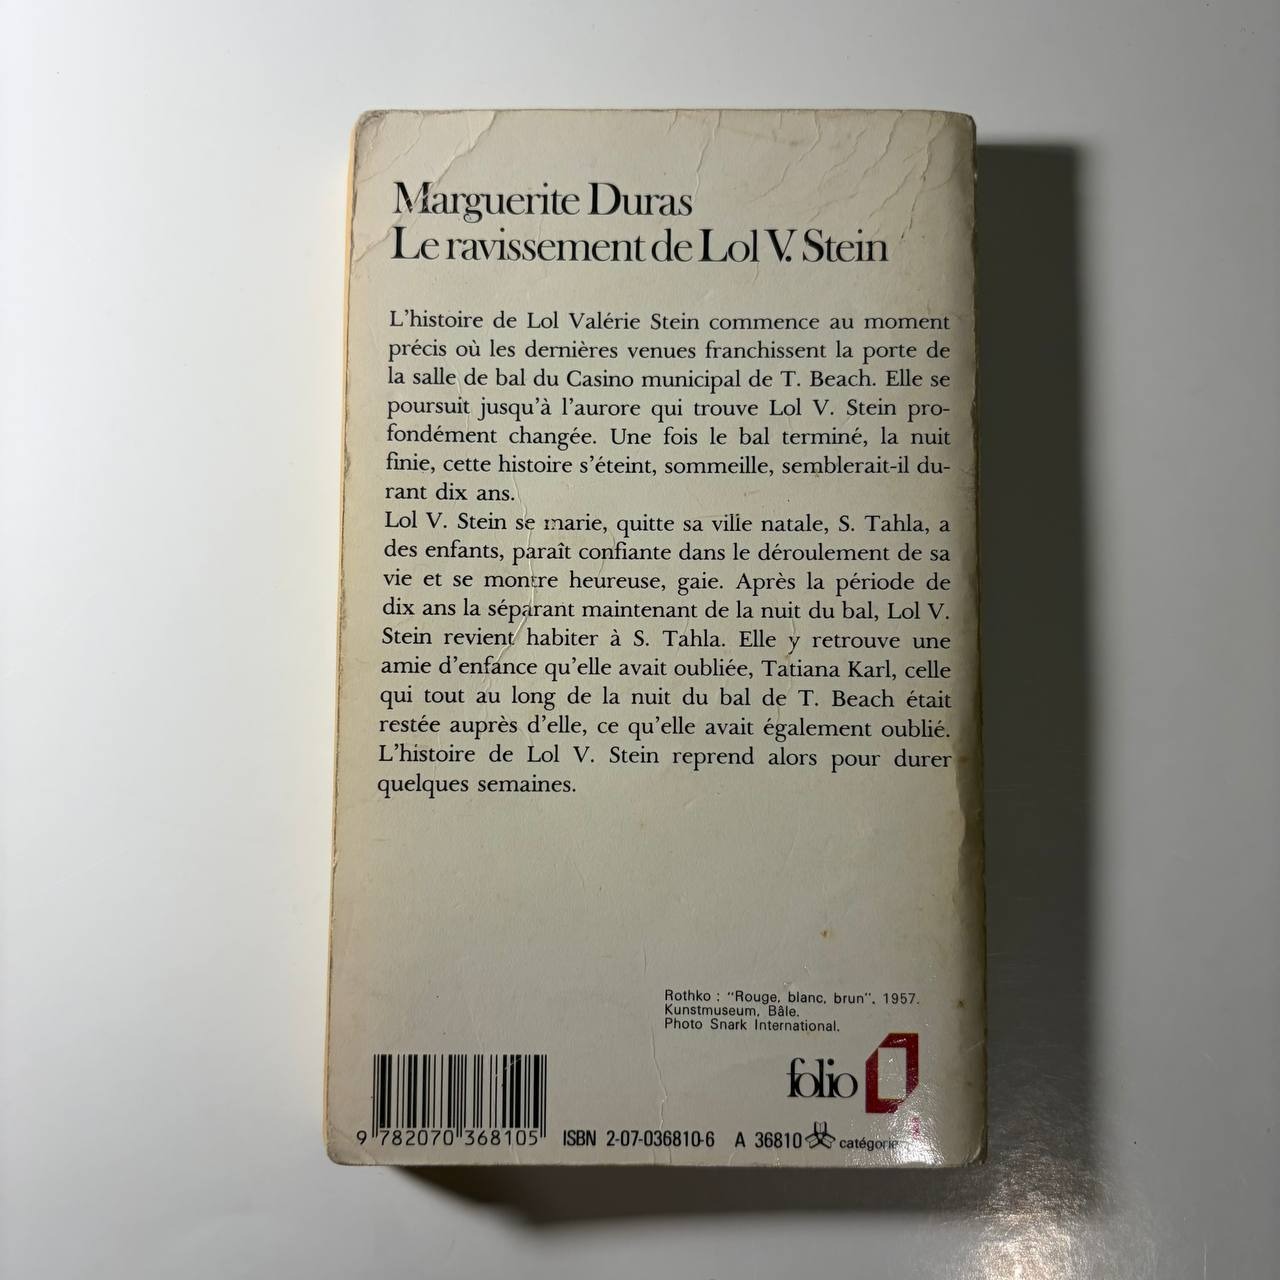 Marguerite Duras
Le ravissement de Lol V. Stein
L'histoire de Lol Valérie Stein commence au moment
précis où les dernières venues franchissent la porte de
la salle de bal du Casino municipal de T. Beach. Elle se
poursuit jusqu'à l'aurore qui trouve Lol V. Stein pro-
fondément changée. Une fois le bal terminé, la nuit
finie, cette histoire s'éteint, sommeille, semblerait-il du-
rant dix ans.
Lol V. Stein se marie, quitte sa ville natale, S. Tahla, a
des enfants, paraît confiante dans le déroulement de sa
vie et se montre heureuse, gaie. Après la période de
dix ans la séparant maintenant de la nuit du bal, Lol V.
Stein revient habiter à S. Tahla. Elle y retrouve une
amie d'enfance qu'elle avait oubliée, Tatiana Karl, celle
qui tout au long de la nuit du bal de T. Beach était
restée auprès d'elle, ce qu'elle avait également oublié.
L'histoire de Lol V. Stein reprend alors pour durer
quelques semaines.
Rothko : "Rouge, blanc, brun", 1957.
Kunstmuseum, Bâle.
Photo Snark International.
folio
9 782070 368105 ISBN 2-07-036810-6 A 36810 catégorie